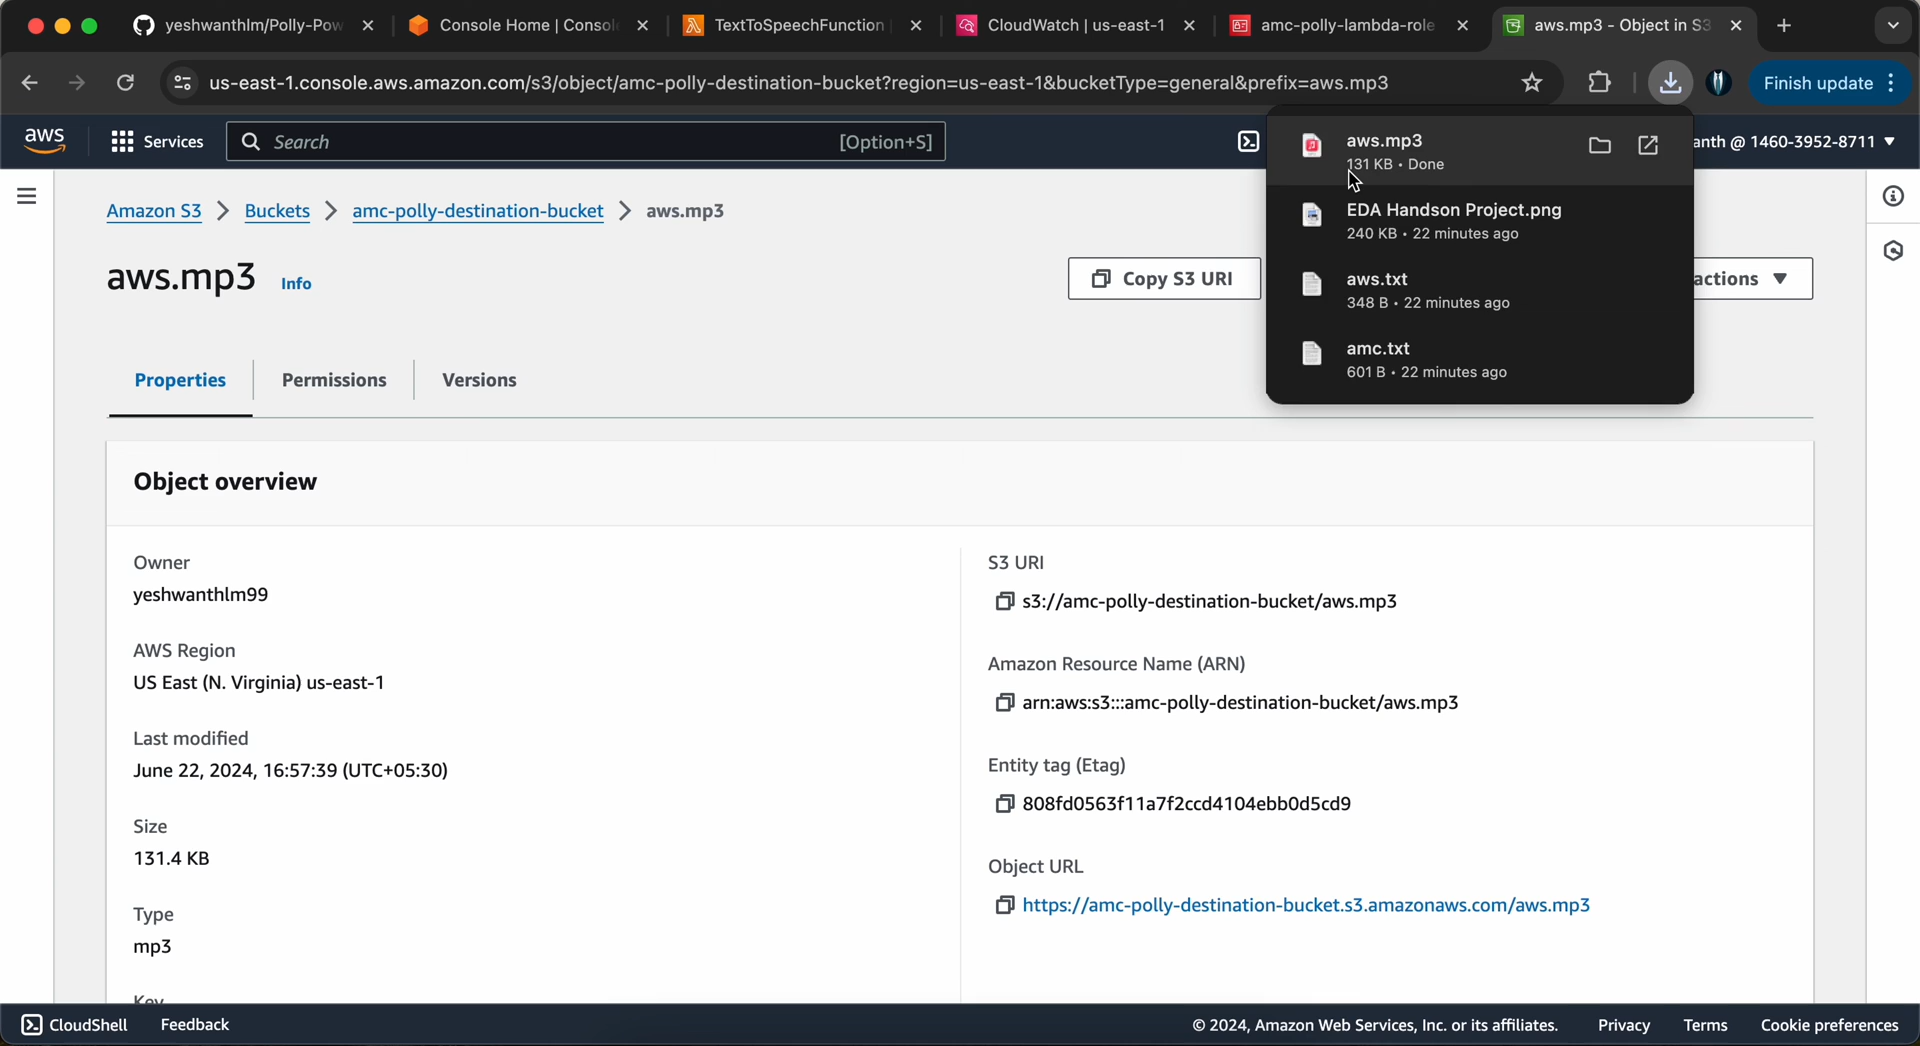 yeshwanthlm/Polly-Pow
Console Home | Consol
TextToSpeechFunction
CloudWatch | us-east-1
amc-polly-lambda-role
aws.mp3 - Object in S3
us-east-1.console.aws.amazon.com/s3/object/amc-polly-destination-bucket?region=us-east-1&bucketType=general&prefix=aws.mp3
Finish update
aws
Services
Search
[Option+S]
anth @ 1460-3952-8711
aws.mp3
131 KB • Done
EDA Handson Project.png
240 KB • 22 minutes ago
aws.txt
348 B • 22 minutes ago
amc.txt
601 B • 22 minutes ago
Amazon S3 > Buckets > amc-polly-destination-bucket > aws.mp3
aws.mp3 Info
Copy S3 URI
actions
Properties
Permissions
Versions
Object overview
Owner
yeshwanthlm99
AWS Region
US East (N. Virginia) us-east-1
Last modified
June 22, 2024, 16:57:39 (UTC+05:30)
Size
131.4 KB
Type
mp3
Key
S3 URI
s3://amc-polly-destination-bucket/aws.mp3
Amazon Resource Name (ARN)
arn:aws:s3:::amc-polly-destination-bucket/aws.mp3
Entity tag (Etag)
808fd0563f11a7f2ccd4104ebb0d5cd9
Object URL
https://amc-polly-destination-bucket.s3.amazonaws.com/aws.mp3
CloudShell
Feedback
© 2024, Amazon Web Services, Inc. or its affiliates.
Privacy
Terms
Cookie preferences